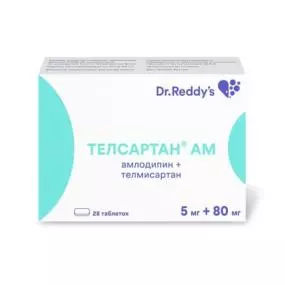 Dr.Reddy's
ТЕЛСАРТАН® АМ
амлодипин +
телмисартан
28 таблеток
5 мг + 80 мг